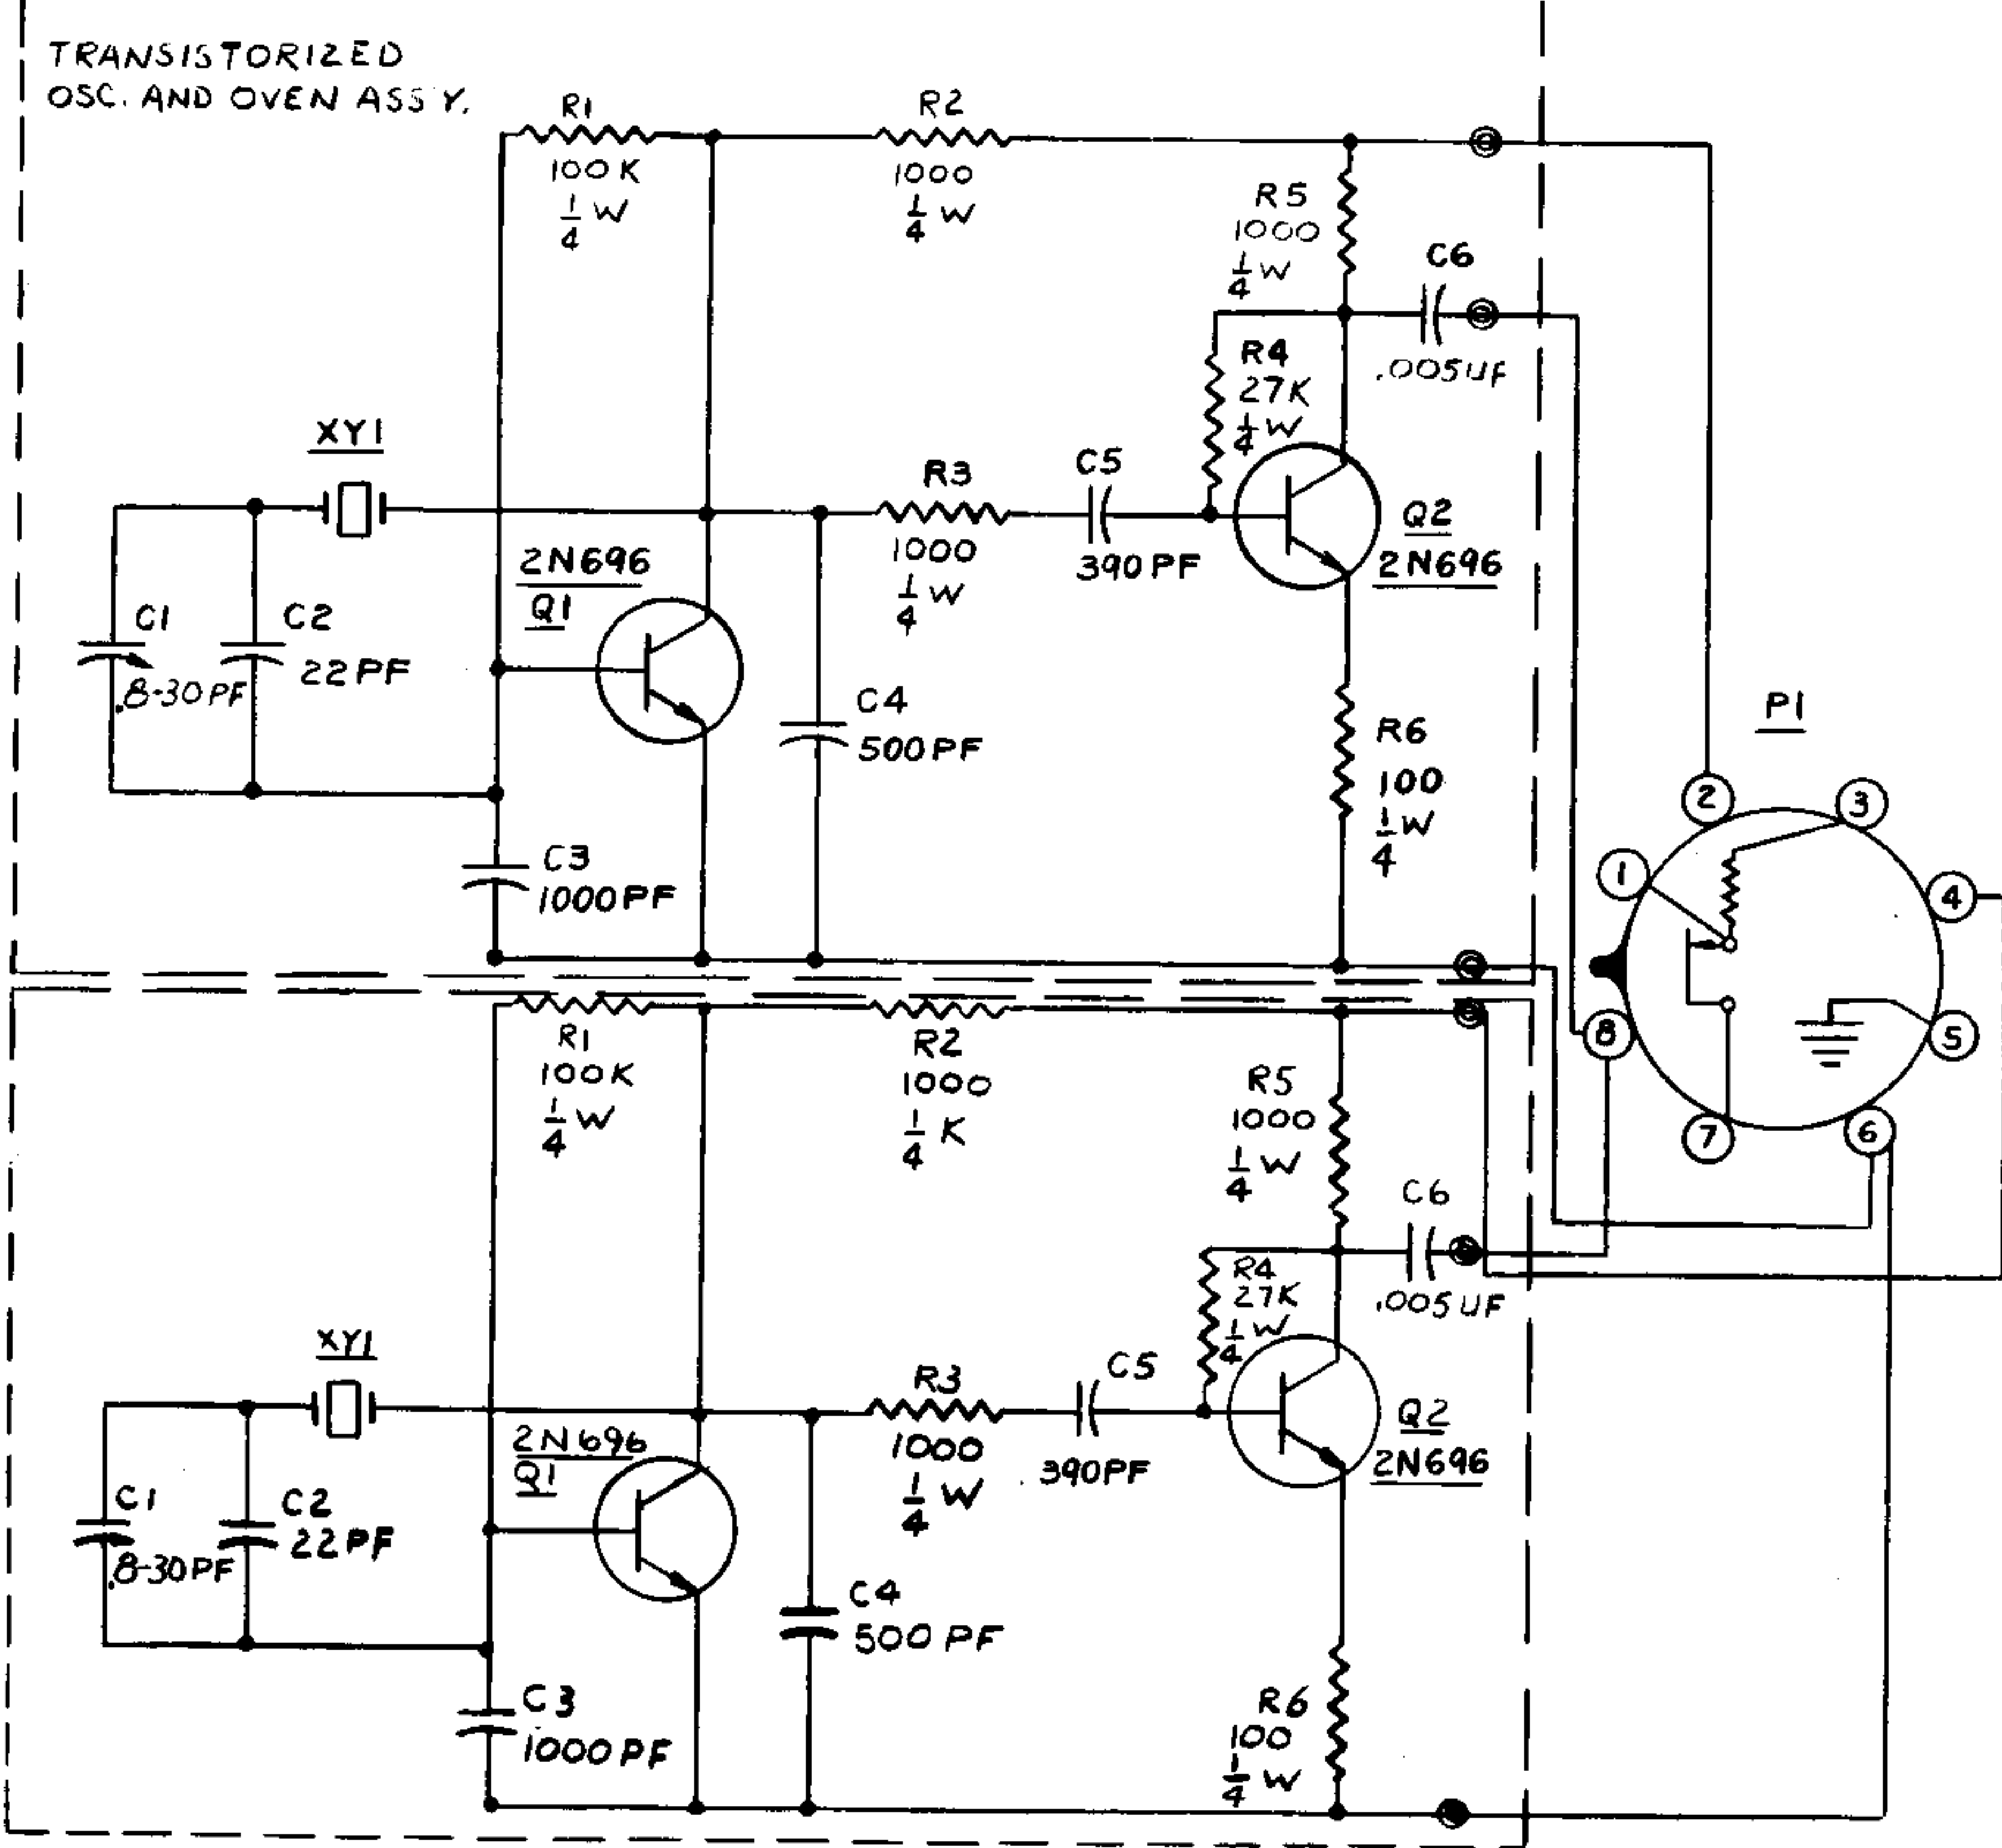 TRANSISTORIZED
OSC. AND OVEN ASS'Y.
R1
100K
1/4 W
R2
1000
1/4 W
R5
1000
1/4 W
C6
.005UF
R4
27K
1/4 W
XY1
C1
.8-30PF
C2
22PF
2N696
Q1
R3
1000
1/4 W
C5
390PF
Q2
2N696
C4
500PF
R6
100
1/4 W
C3
1000PF
P1
1
2
3
4
5
6
7
8
R1
100K
1/4 W
R2
1000
1/4 K
R5
1000
1/4 W
C6
.005UF
R4
27K
1/4 W
XY1
C1
.8-30PF
C2
22PF
2N696
Q1
R3
1000
1/4 W
C5
390PF
Q2
2N696
C4
500PF
C3
1000PF
R6
100
1/4 W